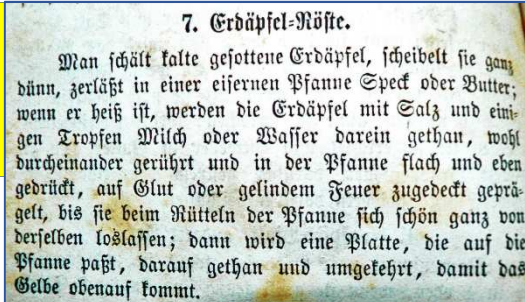 7. Erdäpfel-Röste.
Man schält kalte gesottene Erdäpfel, scheibelt sie ganz
dünn, zerläßt in einer eisernen Pfanne Speck oder Butter;
wenn er heiß ist, werden die Erdäpfel mit Salz und eini-
gen Tropfen Milch oder Wasser darein gethan, wohl
durcheinander gerührt und in der Pfanne flach und eben
gedrückt, auf Glut oder gelindem Feuer zugedeckt geprä-
gelt, bis sie beim Rütteln der Pfanne sich schön ganz von
derselben loslassen; dann wird eine Platte, die auf die
Pfanne paßt, darauf gethan und umgekehrt, damit das
Gelbe obenauf kommt.